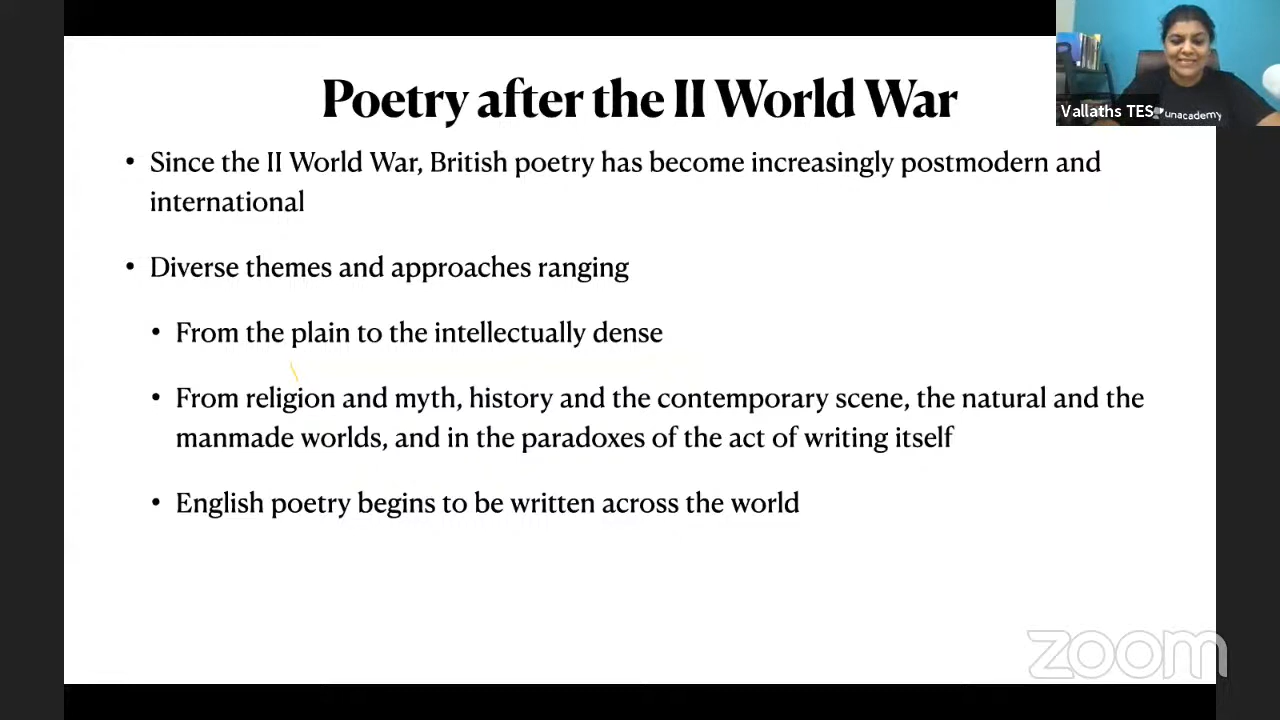 Poetry after the II World War
Vallaths TES
unacademy
• Since the II World War, British poetry has become increasingly postmodern and
international
• Diverse themes and approaches ranging
• From the plain to the intellectually dense
• From religion and myth, history and the contemporary scene, the natural and the
manmade worlds, and in the paradoxes of the act of writing itself
• English poetry begins to be written across the world
zoom